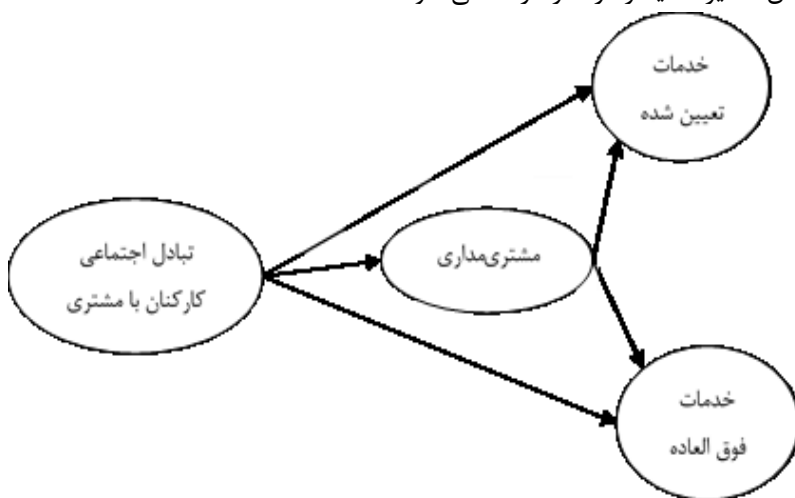 خدمات
تعیین شده
تبادل اجتماعی
کارکنان با مشتری
مشتری‌مداری
خدمات
فوق العاده